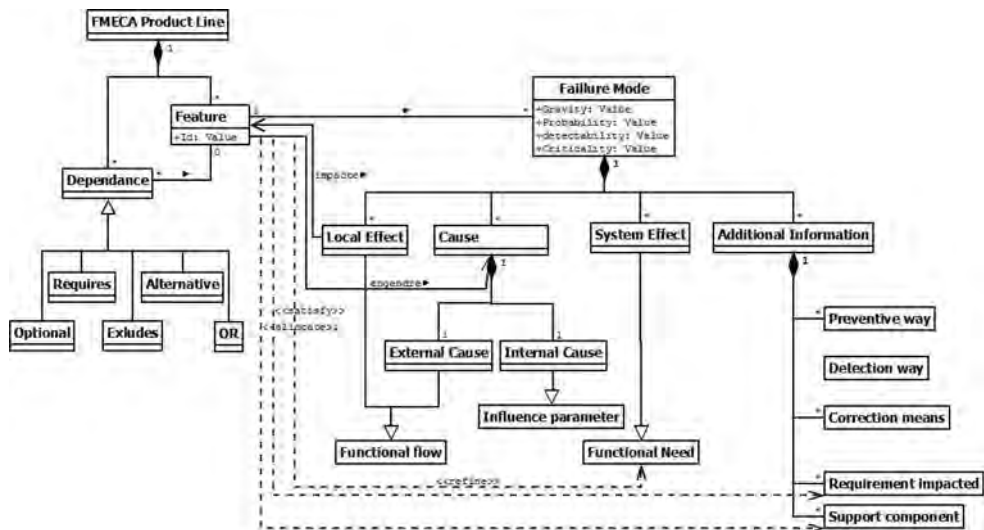 FMECA Product Line
1
*
Feature
+Id: Value
1
0
*
Dependance
* 
Requires
Alternative
Optional
Exludes
OR
Faillure Mode
+Gravity: Value
+Probability: Value
+detectability: Value
+Criticality: Value
*
1
impacte
*
*
*
*
Local Effect
Cause
System Effect
Additional Information
1
1
engendre
<<satisfy>>
1
1
External Cause
Internal Cause
Influence parameter
Functional flow
Functional Need
<<refine>>
*
Preventive way
Detection way
*
Correction means
*
Requirement impacted
*
Support component